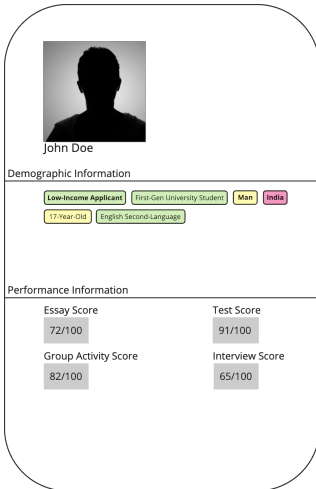 John Doe
Demographic Information
Low-Income Applicant First-Gen University Student Man India
17-Year-Old English Second-Language
Performance Information
Essay Score Test Score
72/100 91/100
Group Activity Score Interview Score
82/100 65/100